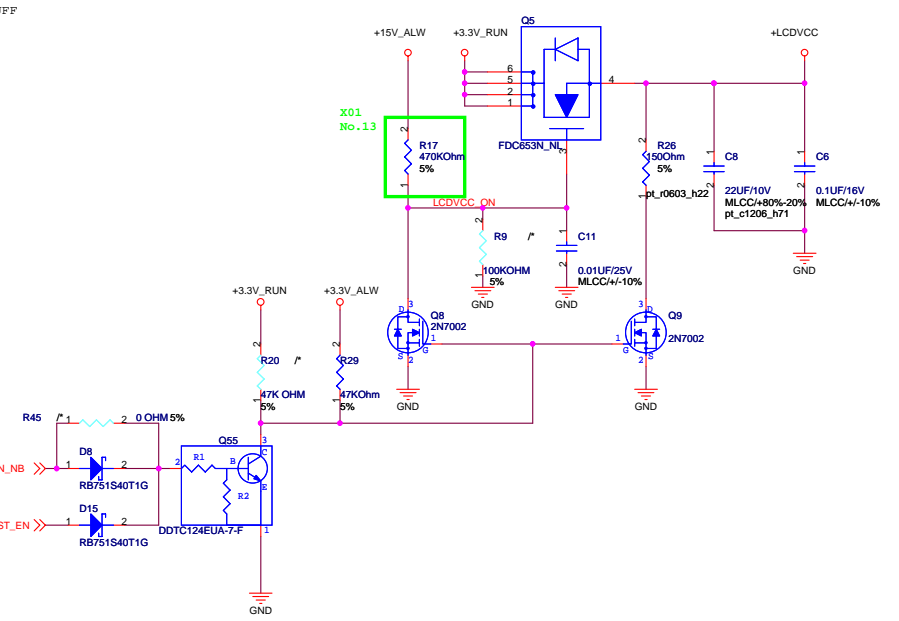 Q5
+15V_ALW
+3.3V_RUN
+LCDVCC
6
5
2
1
4
X01
No.13
2
R17
470KOhm
5%
1
FDC653N_NL
3
2
R26
150Ohm
5%
1
pt_r0603_h22
1
C8
2
22UF/10V
MLCC/+80%-20%
pt_c1206_h71
1
C6
2
0.1UF/16V
MLCC/+/-10%
GND
LCDVCC_ON
2
R9
/*
1
100KOHM
5%
GND
1
C11
2
0.01UF/25V
MLCC/+/-10%
GND
+3.3V_RUN
+3.3V_ALW
D
3
Q8
2N7002
1
G
S
2
GND
3
D
Q9
2N7002
1
G
2
S
GND
2
R20
/*
1
47K OHM
5%
2
R29
1
47KOhm
5%
R45
/*
1
2
0 OHM
5%
Q55
3
C
2
R1
B
R2
E
1
DDTC124EUA-7-F
GND
N_NB
1
D8
2
RB751S40T1G
ST_EN
1
D15
2
RB751S40T1G